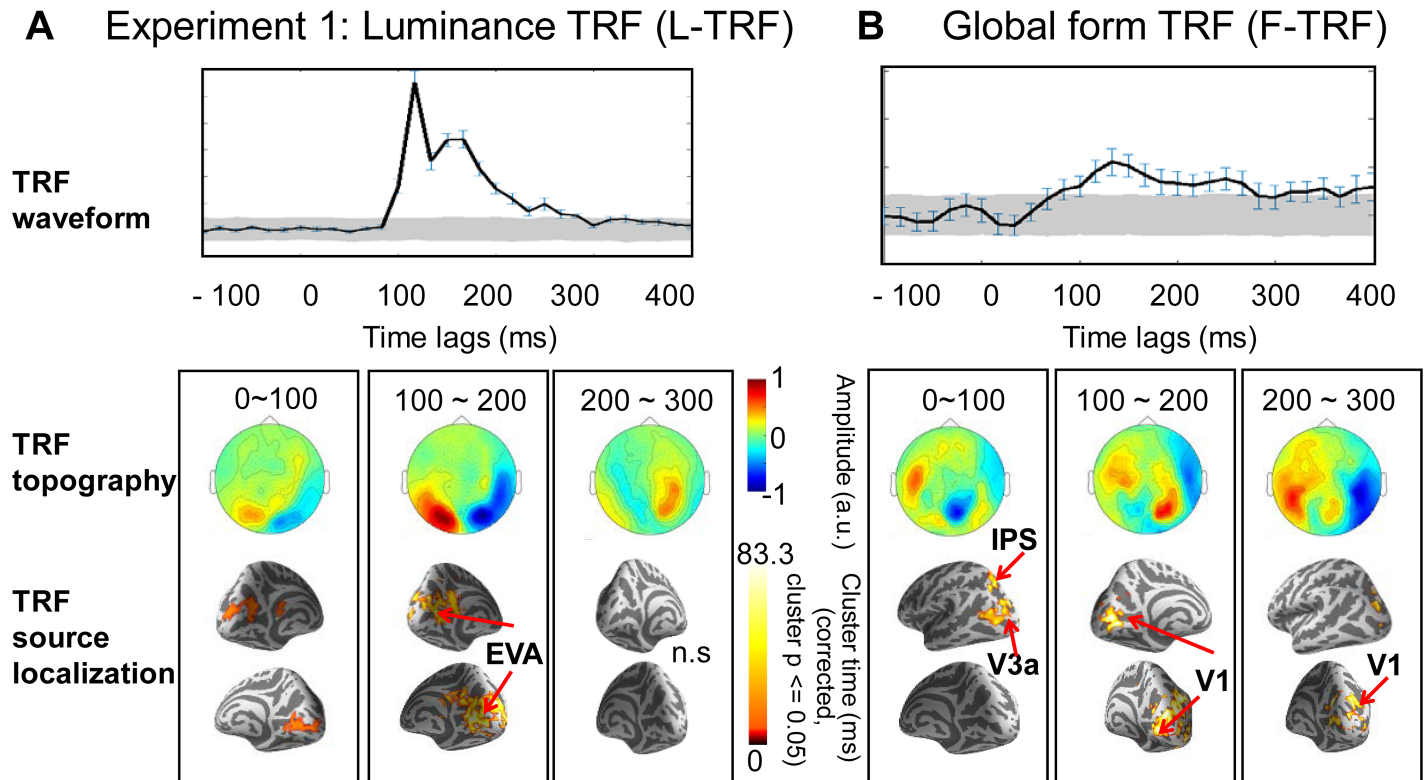 A Experiment 1: Luminance TRF (L-TRF)
B Global form TRF (F-TRF)
TRF
waveform
- 100 0 100 200 300 400
Time lags (ms)
- 100 0 100 200 300 400
Time lags (ms)
TRF
topography
0~100
100 ~ 200
200 ~ 300
1
0
-1
Amplitude (a.u.)
0~100
100 ~ 200
200 ~ 300
TRF
source
localization
EVA
n.s
83.3
0
Cluster time (ms)
(corrected,
cluster p <= 0.05)
IPS
V3a
V1
V1